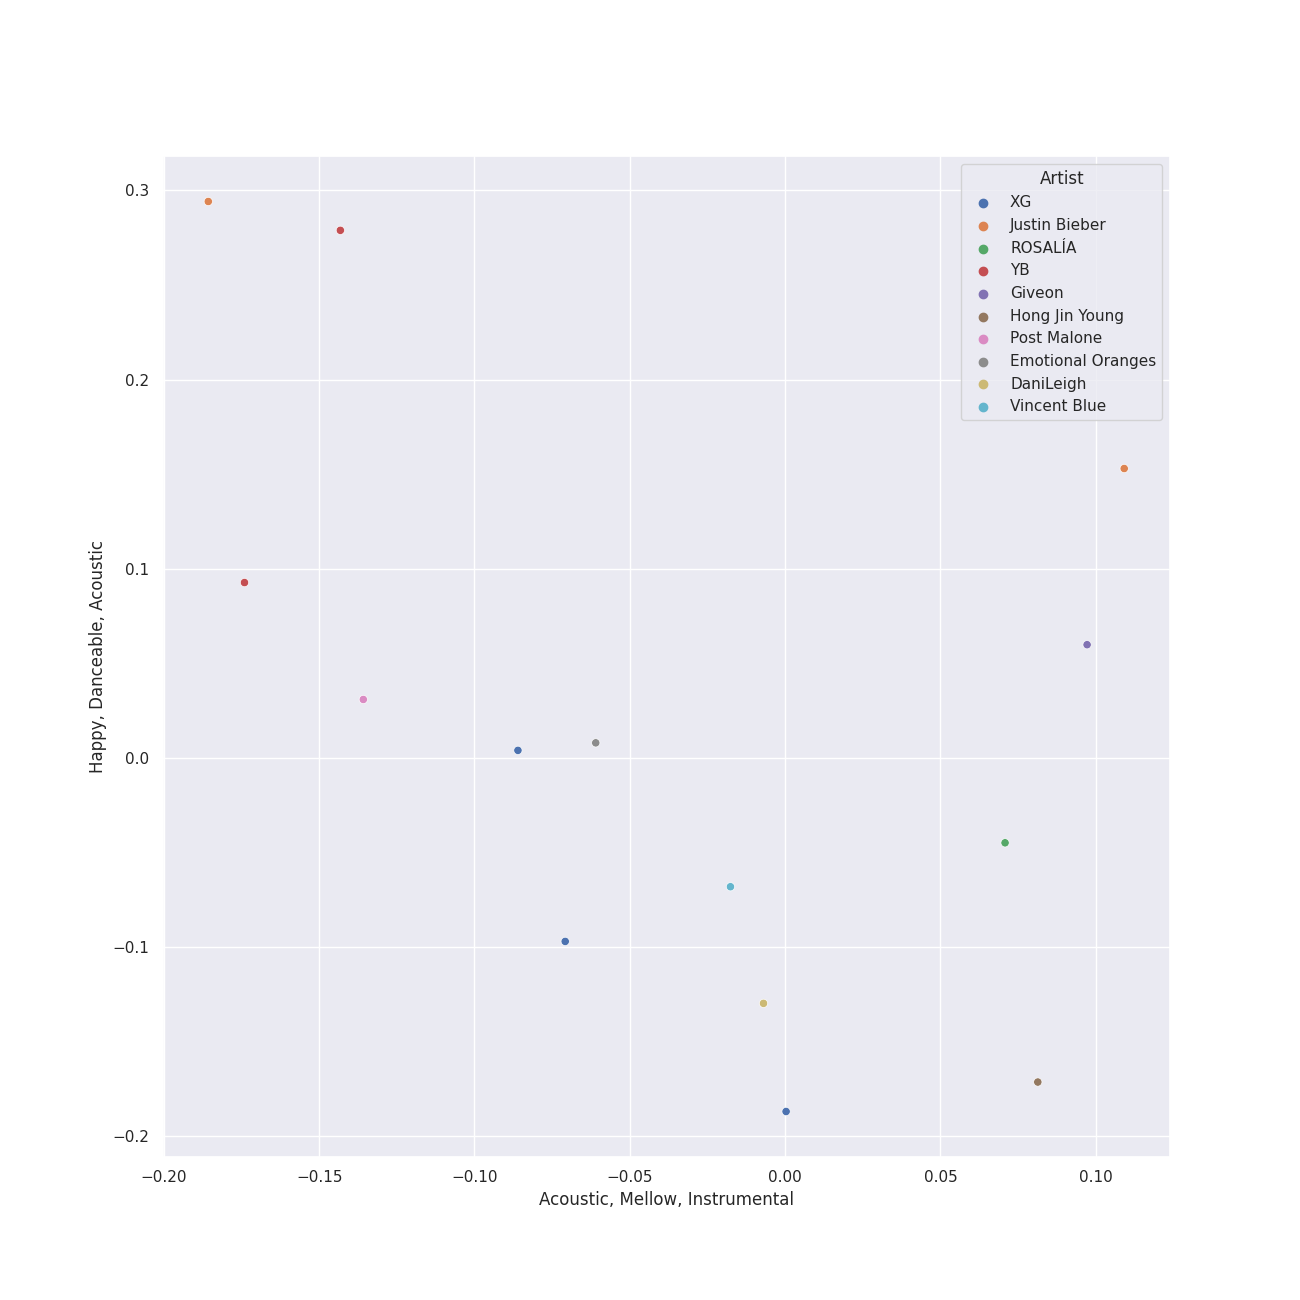 Artist
XG
Justin Bieber
ROSALÍA
YB
Giveon
Hong Jin Young
Post Malone
Emotional Oranges
DaniLeigh
Vincent Blue
0.3
0.2
0.1
0.0
−0.1
−0.2
Happy, Danceable, Acoustic
−0.20 −0.15 −0.10 −0.05 0.00 0.05 0.10
Acoustic, Mellow, Instrumental